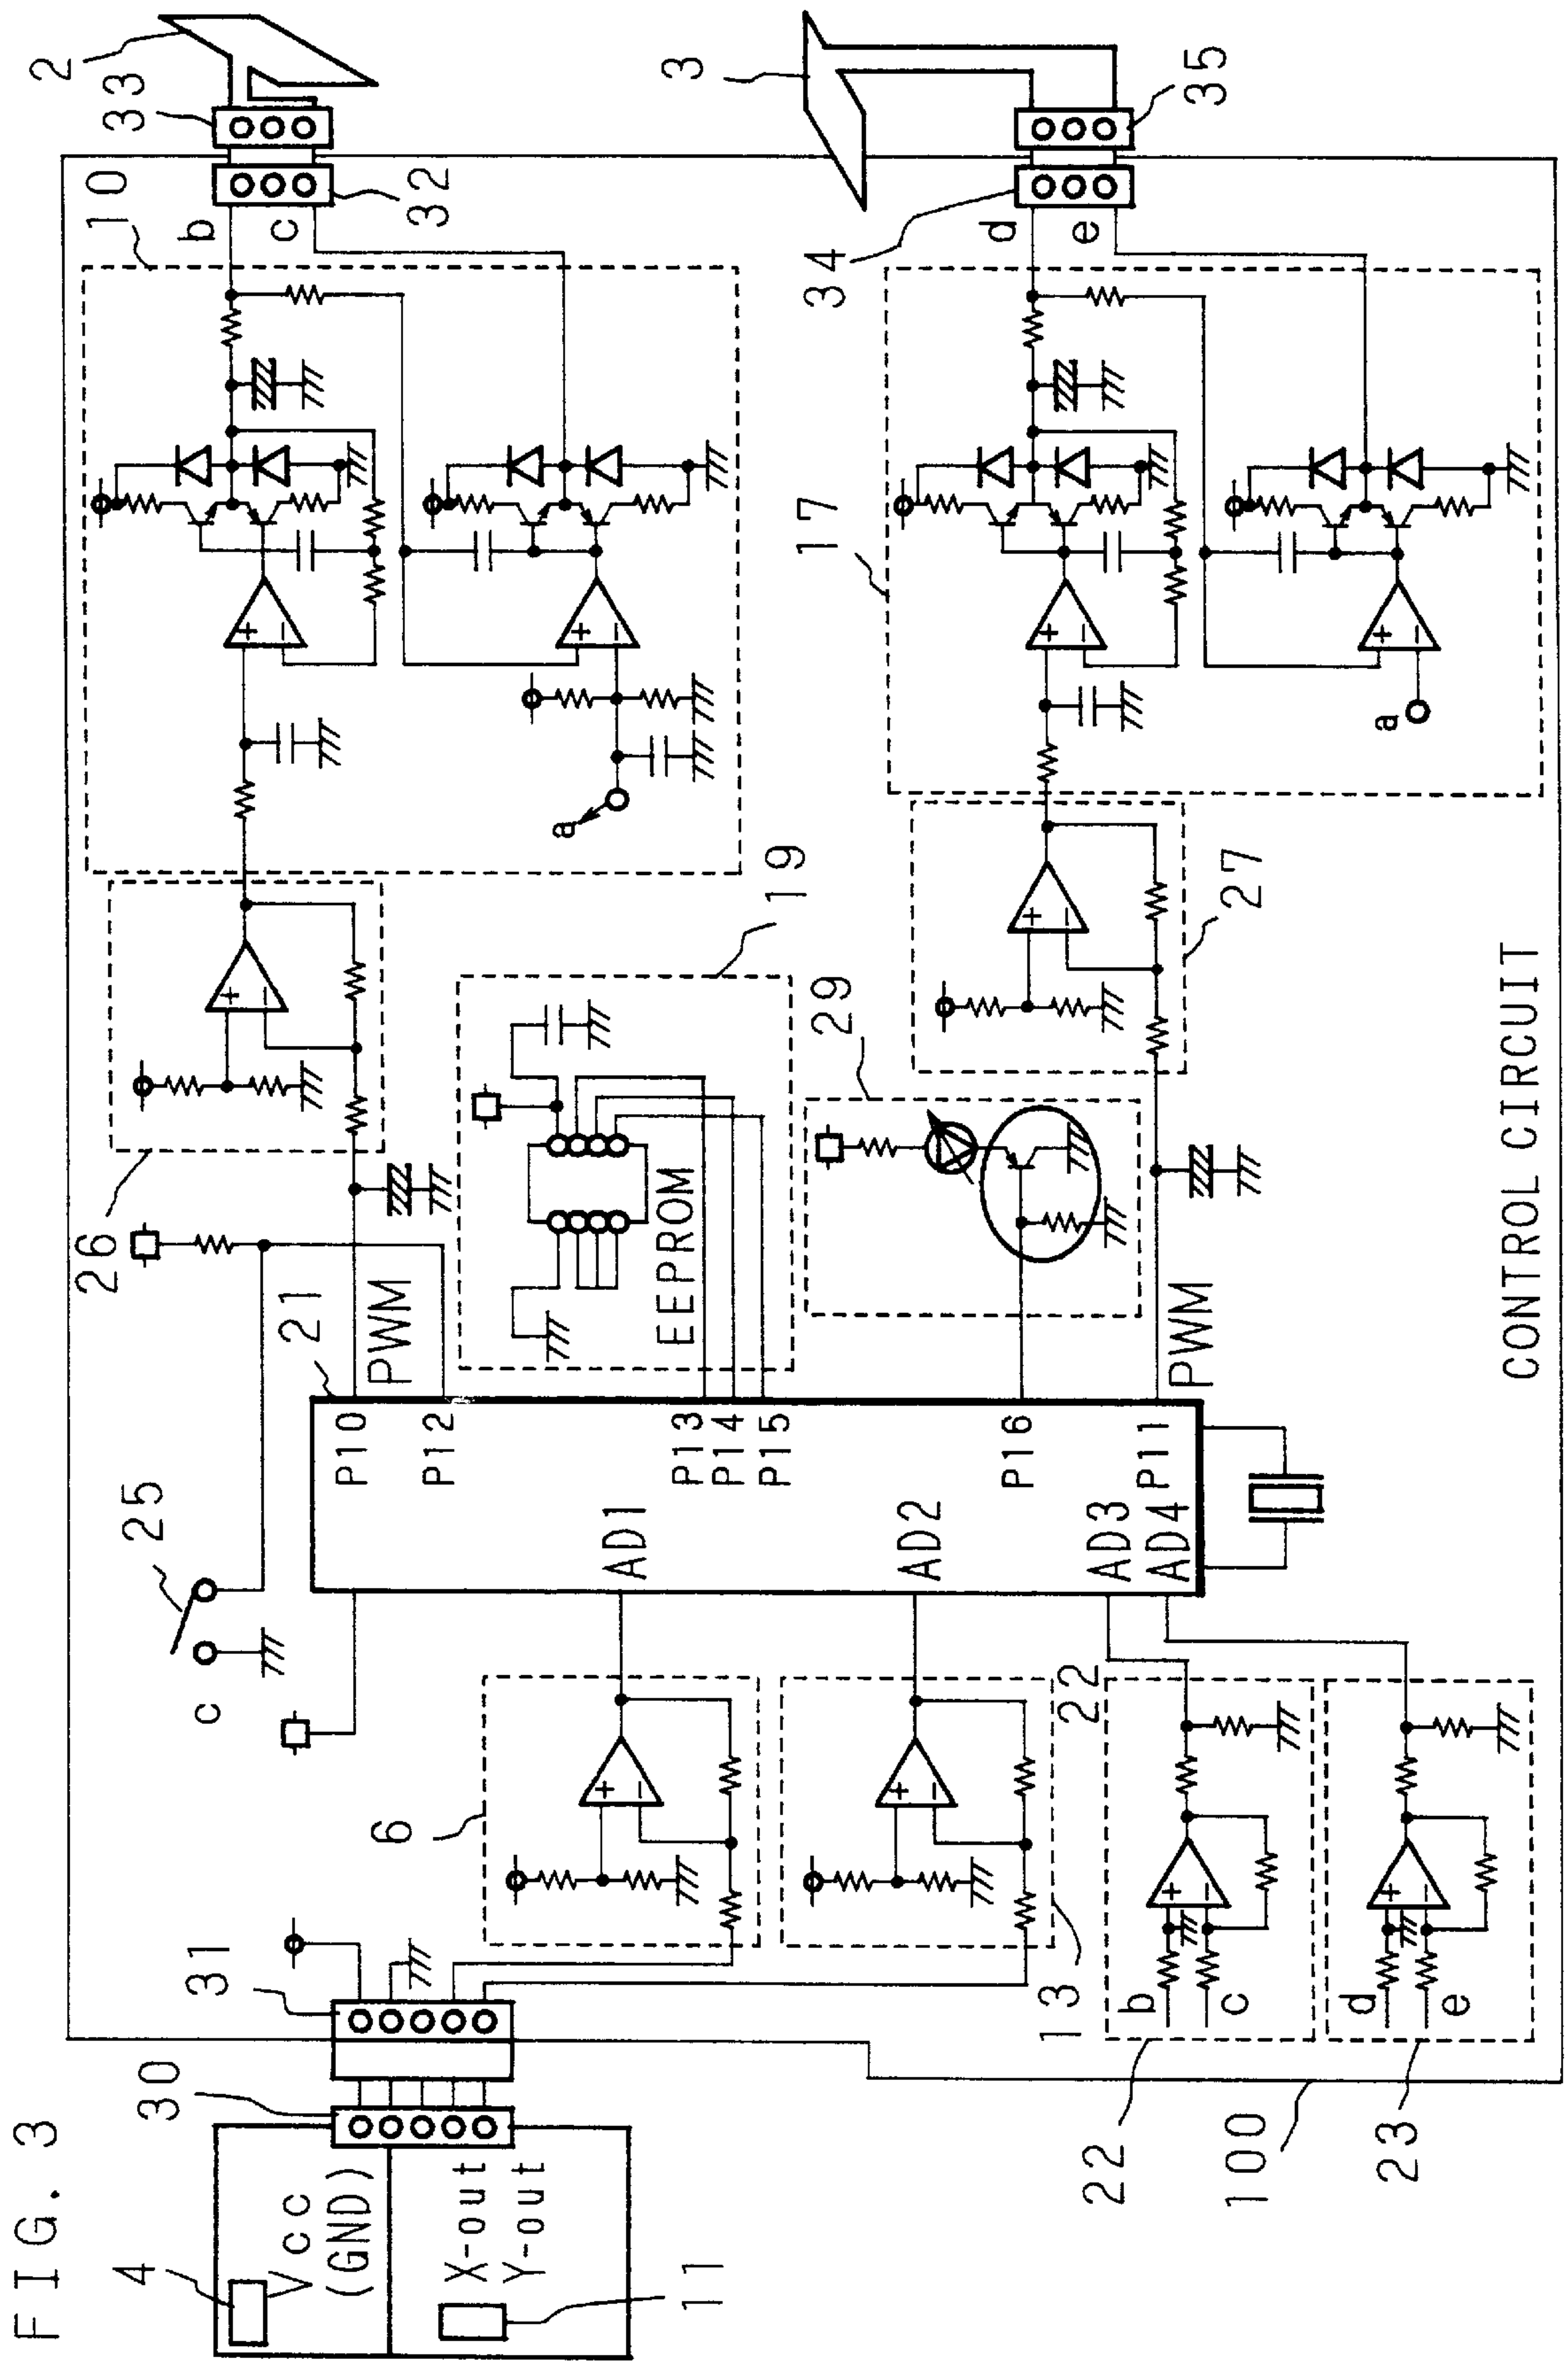 FIG. 3
4
Vcc
(GND)
X-out
Y-out
11
30
31
6
13
22
b
c
22
d
e
23
100
c
25
AD1
AD2
AD3
AD4
P10
P12
P13
P14
P15
P16
P11
21
PWM
PWM
26
EEPROM
19
29
27
CONTROL CIRCUIT
+
−
+
−
+
−
+
−
+
−
+
−
a
a
+
−
+
−
+
−
+
−
10
17
b
c
d
e
32
33
34
35
2
3